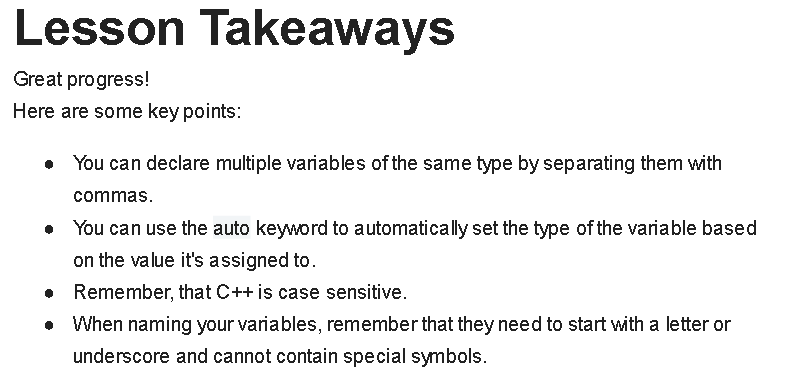 Lesson Takeaways
Great progress!
Here are some key points:
● You can declare multiple variables of the same type by separating them with
commas.
● You can use the auto keyword to automatically set the type of the variable based
on the value it's assigned to.
● Remember, that C++ is case sensitive.
● When naming your variables, remember that they need to start with a letter or
underscore and cannot contain special symbols.